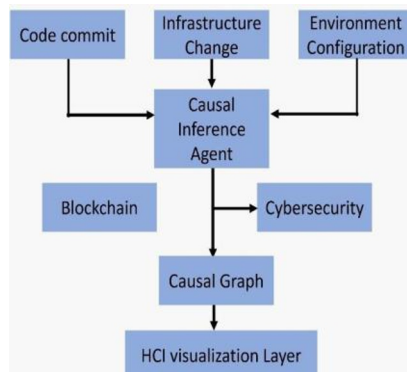 Code commit
Infrastructure
Change
Environment
Configuration
Causal
Inference
Agent
Blockchain
Cybersecurity
Causal Graph
HCI visualization Layer